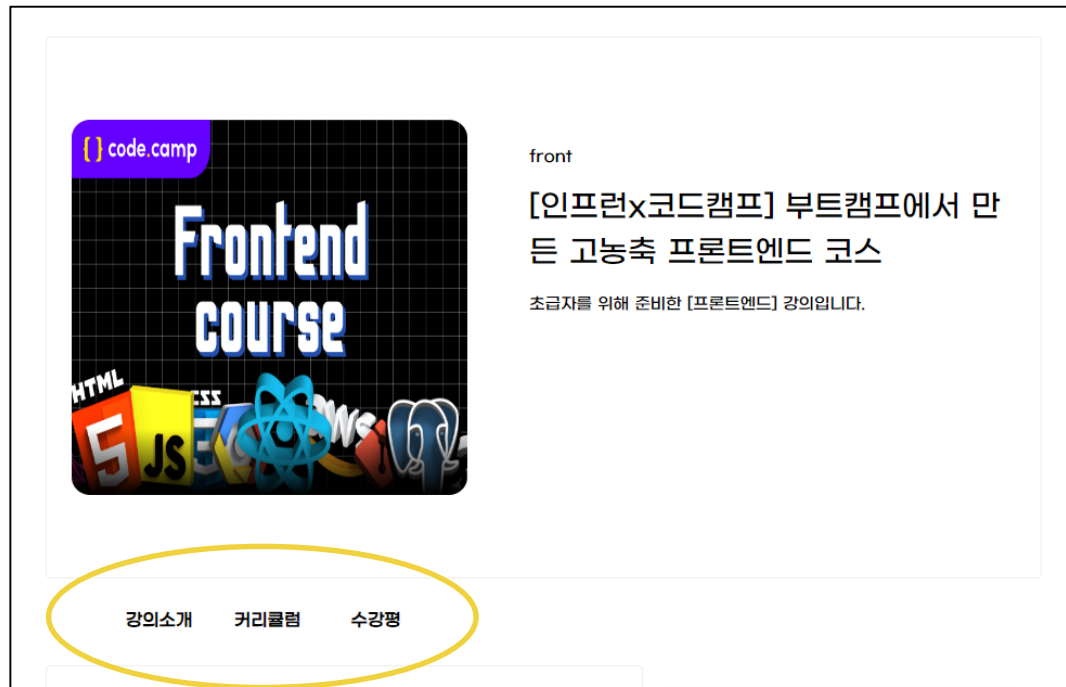 { } code.camp
Frontend
course
HTML
CSS
JS
AWS
front
[인프런x코드캠프] 부트캠프에서 만
든 고농축 프론트엔드 코스
초급자를 위해 준비한 [프론트엔드] 강의입니다.
강의소개 커리큘럼 수강평